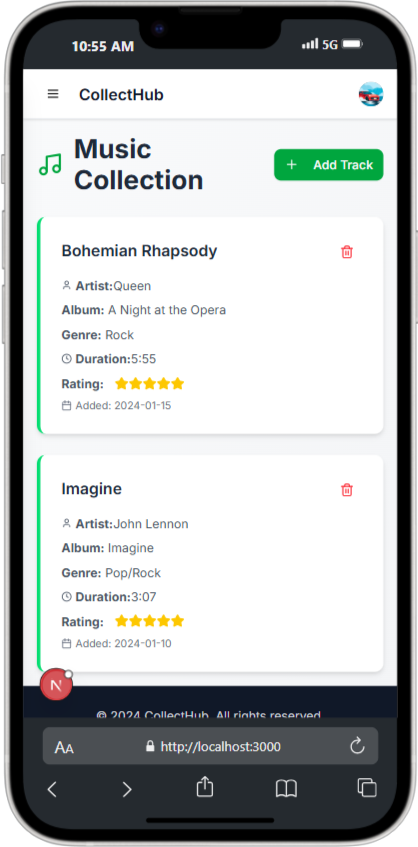 10:55 AM 5G
CollectHub
Music
Collection
Add Track
Bohemian Rhapsody
Artist:Queen
Album: A Night at the Opera
Genre: Rock
Duration:5:55
Rating:
Added: 2024-01-15
Imagine
Artist:John Lennon
Album: Imagine
Genre: Pop/Rock
Duration:3:07
Rating:
Added: 2024-01-10
N
© 2024 CollectHub. All rights reserved.
AA http://localhost:3000